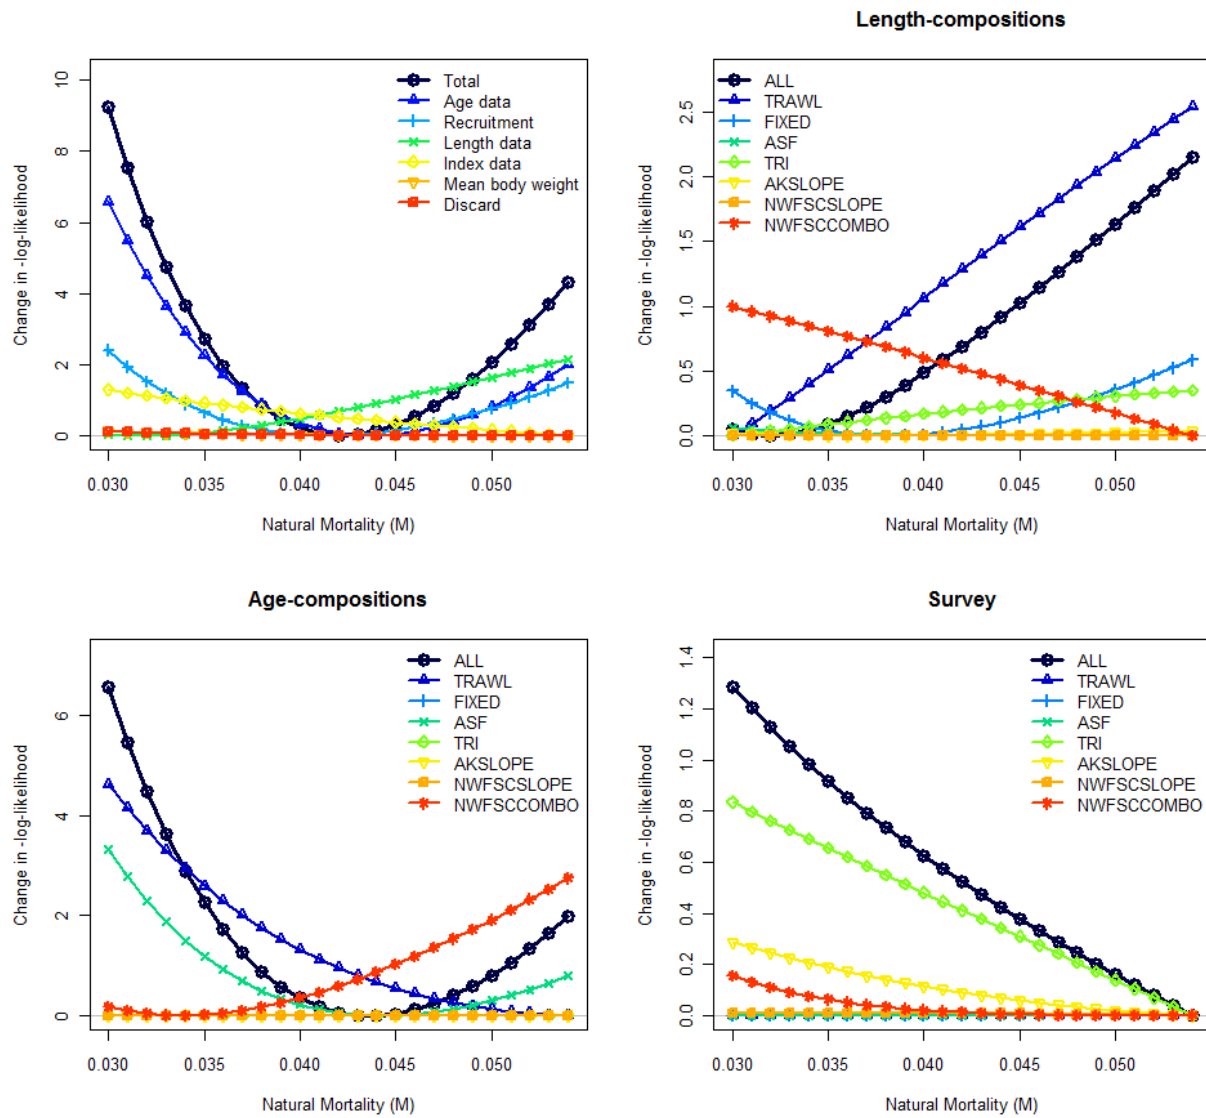 10
8
6
4
2
0
Change in -log-likelihood
Total
Age data
Recruitment
Length data
Index data
Mean body weight
Discard
0.030
0.035
0.040
0.045
0.050
Natural Mortality (M)
Length-compositions
2.5
2.0
1.5
1.0
0.5
0.0
Change in -log-likelihood
ALL
TRAWL
FIXED
ASF
TRI
AKSLOPE
NWFSCSLOPE
NWFSCCOMBO
0.030
0.035
0.040
0.045
0.050
Natural Mortality (M)
Age-compositions
6
4
2
0
Change in -log-likelihood
ALL
TRAWL
FIXED
ASF
TRI
AKSLOPE
NWFSCSLOPE
NWFSCCOMBO
0.030
0.035
0.040
0.045
0.050
Natural Mortality (M)
Survey
1.4
1.2
1.0
0.8
0.6
0.4
0.2
0.0
Change in -log-likelihood
ALL
TRAWL
FIXED
ASF
TRI
AKSLOPE
NWFSCSLOPE
NWFSCCOMBO
0.030
0.035
0.040
0.045
0.050
Natural Mortality (M)